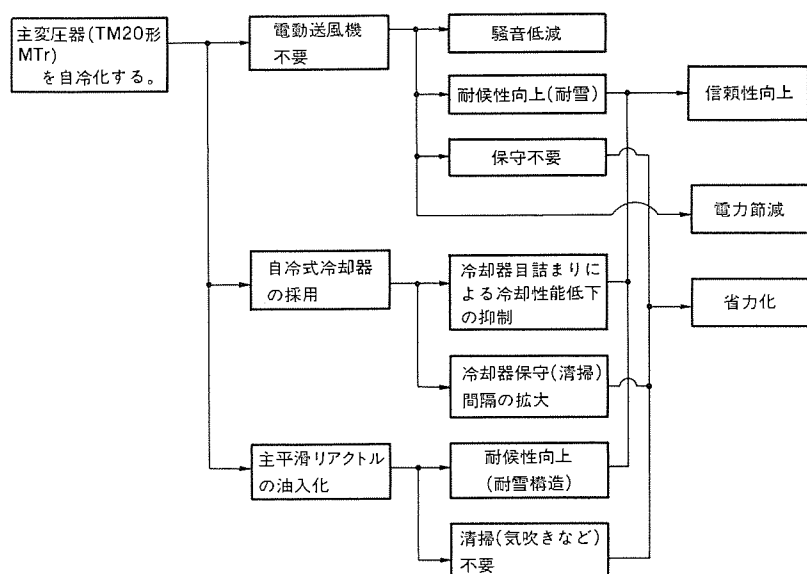 主変圧器(TM20形
MTr)
を自冷化する。
電動送風機
不要
騒音低減
耐候性向上(耐雪)
保守不要
信頼性向上
電力節減
自冷式冷却器
の採用
冷却器目詰まりに
よる冷却性能低下
の抑制
冷却器保守(清掃)
間隔の拡大
省力化
主平滑リアクトル
の油入化
耐候性向上
(耐雪構造)
清掃(気吹きなど)
不要